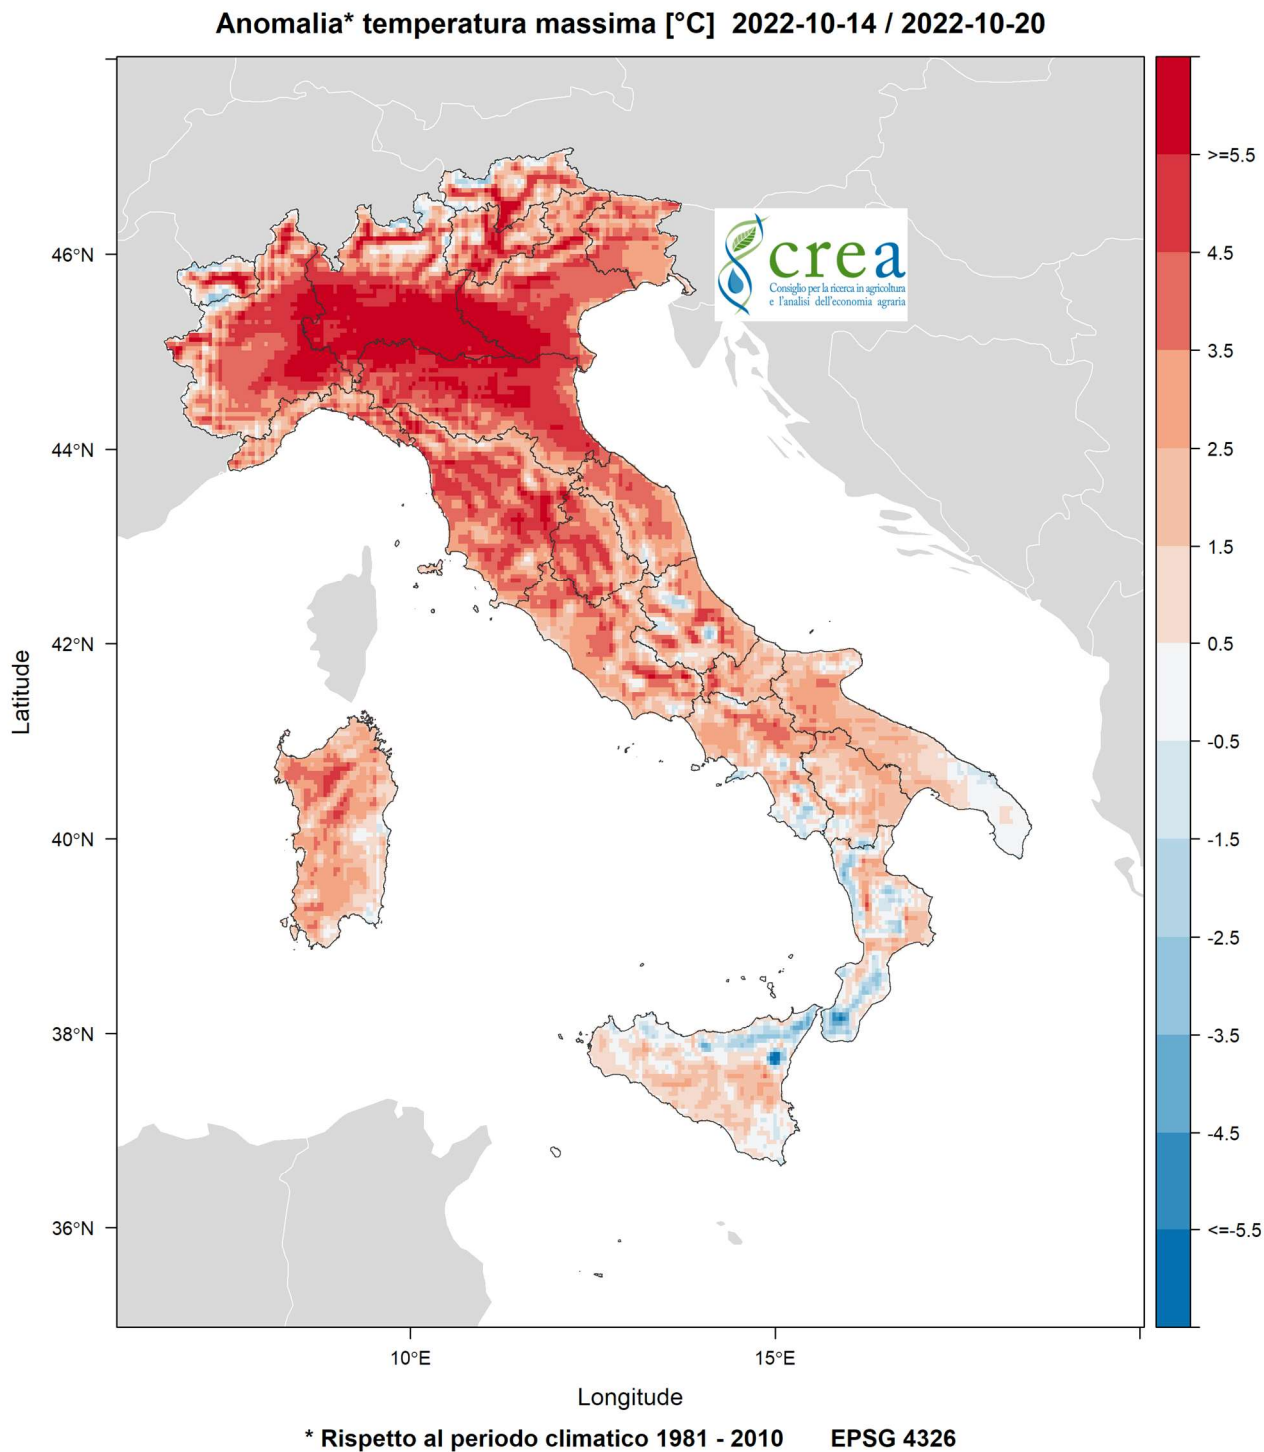 Anomalia* temperatura massima [°C] 2022-10-14 / 2022-10-20
crea
Consiglio per la ricerca in agricoltura
e l'analisi dell'economia agraria
>=5.5
4.5
3.5
2.5
1.5
0.5
-0.5
-1.5
-2.5
-3.5
-4.5
<=-5.5
46°N
44°N
42°N
40°N
38°N
36°N
Latitude
10°E
15°E
Longitude
* Rispetto al periodo climatico 1981 - 2010 EPSG 4326